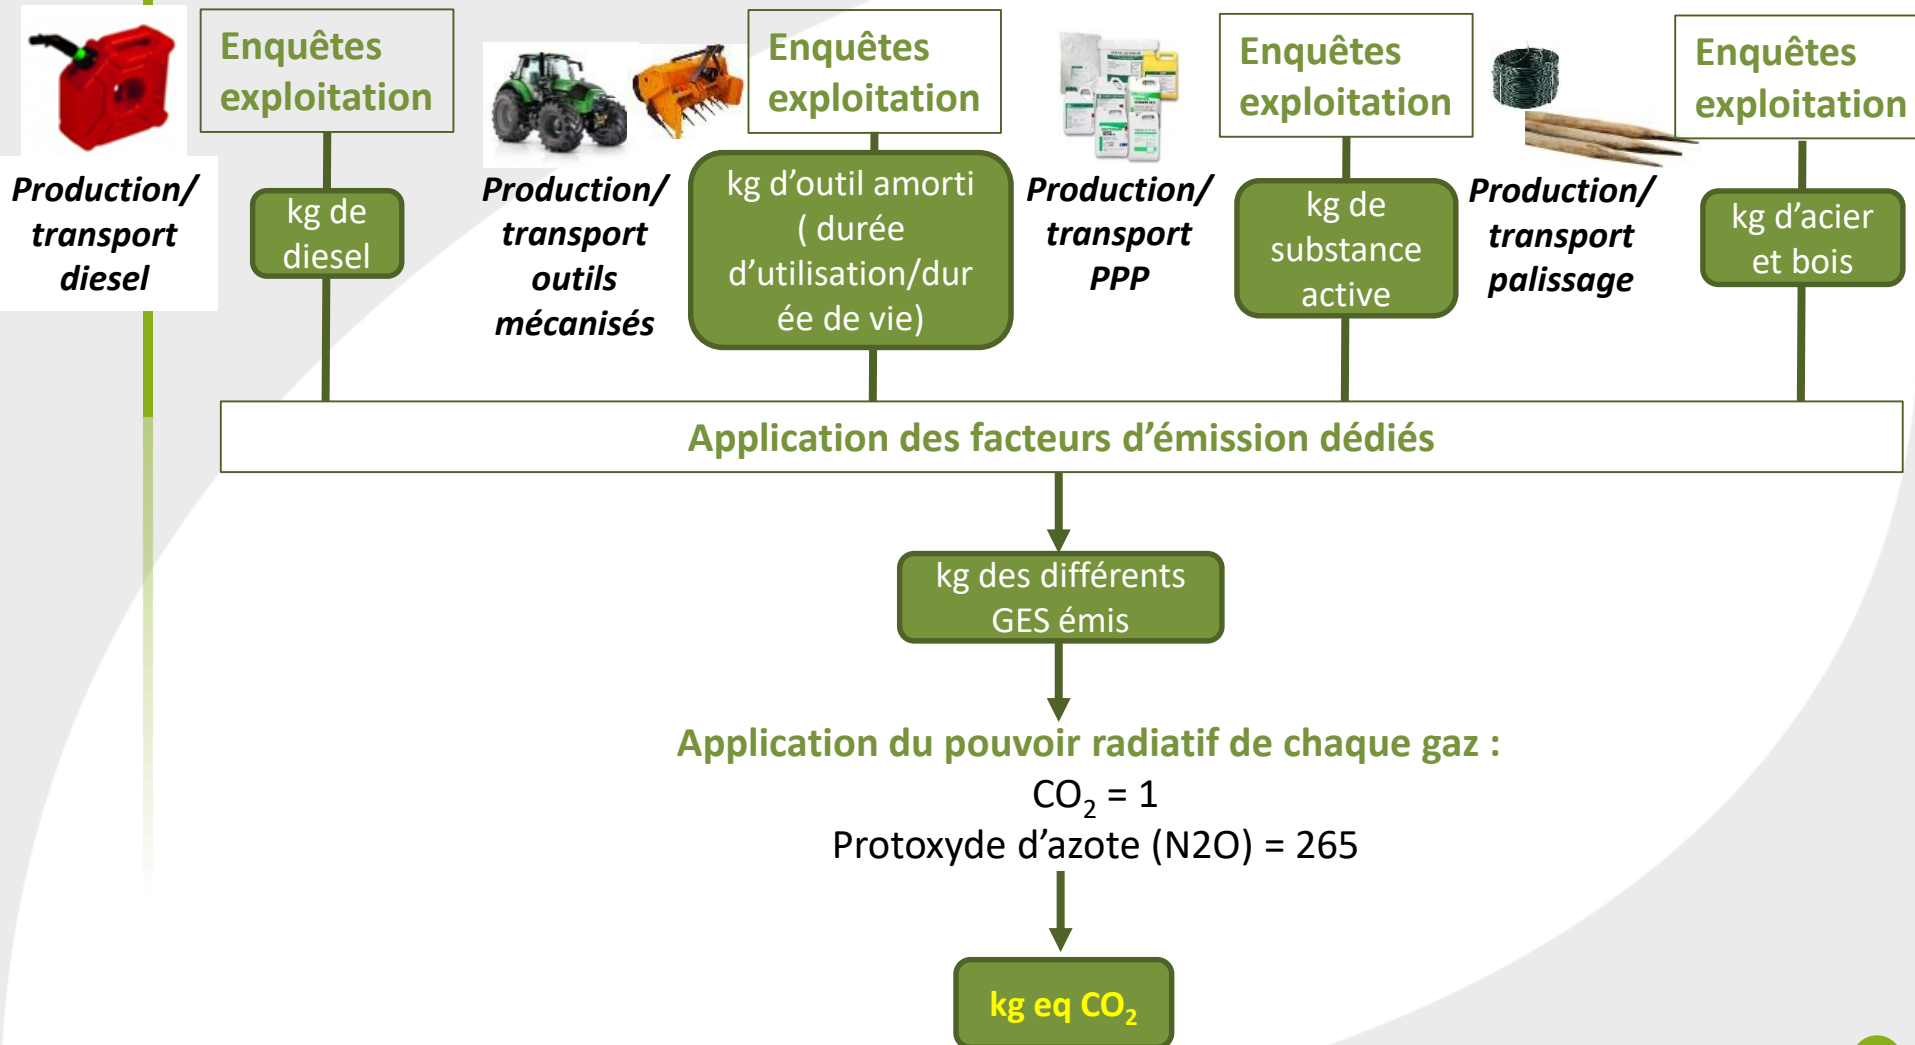 Enquêtes
exploitation
Production/
transport
diesel
kg de
diesel
Enquêtes
exploitation
Production/
transport
outils
mécanisés
kg d’outil amorti
( durée
d’utilisation/dur
ée de vie)
Enquêtes
exploitation
Production/
transport
PPP
kg de
substance
active
Enquêtes
exploitation
Production/
transport
palissage
kg d’acier
et bois
Application des facteurs d’émission dédiés
kg des différents
GES émis
Application du pouvoir radiatif de chaque gaz :
CO₂ = 1
Protoxyde d’azote (N2O) = 265
kg eq CO₂